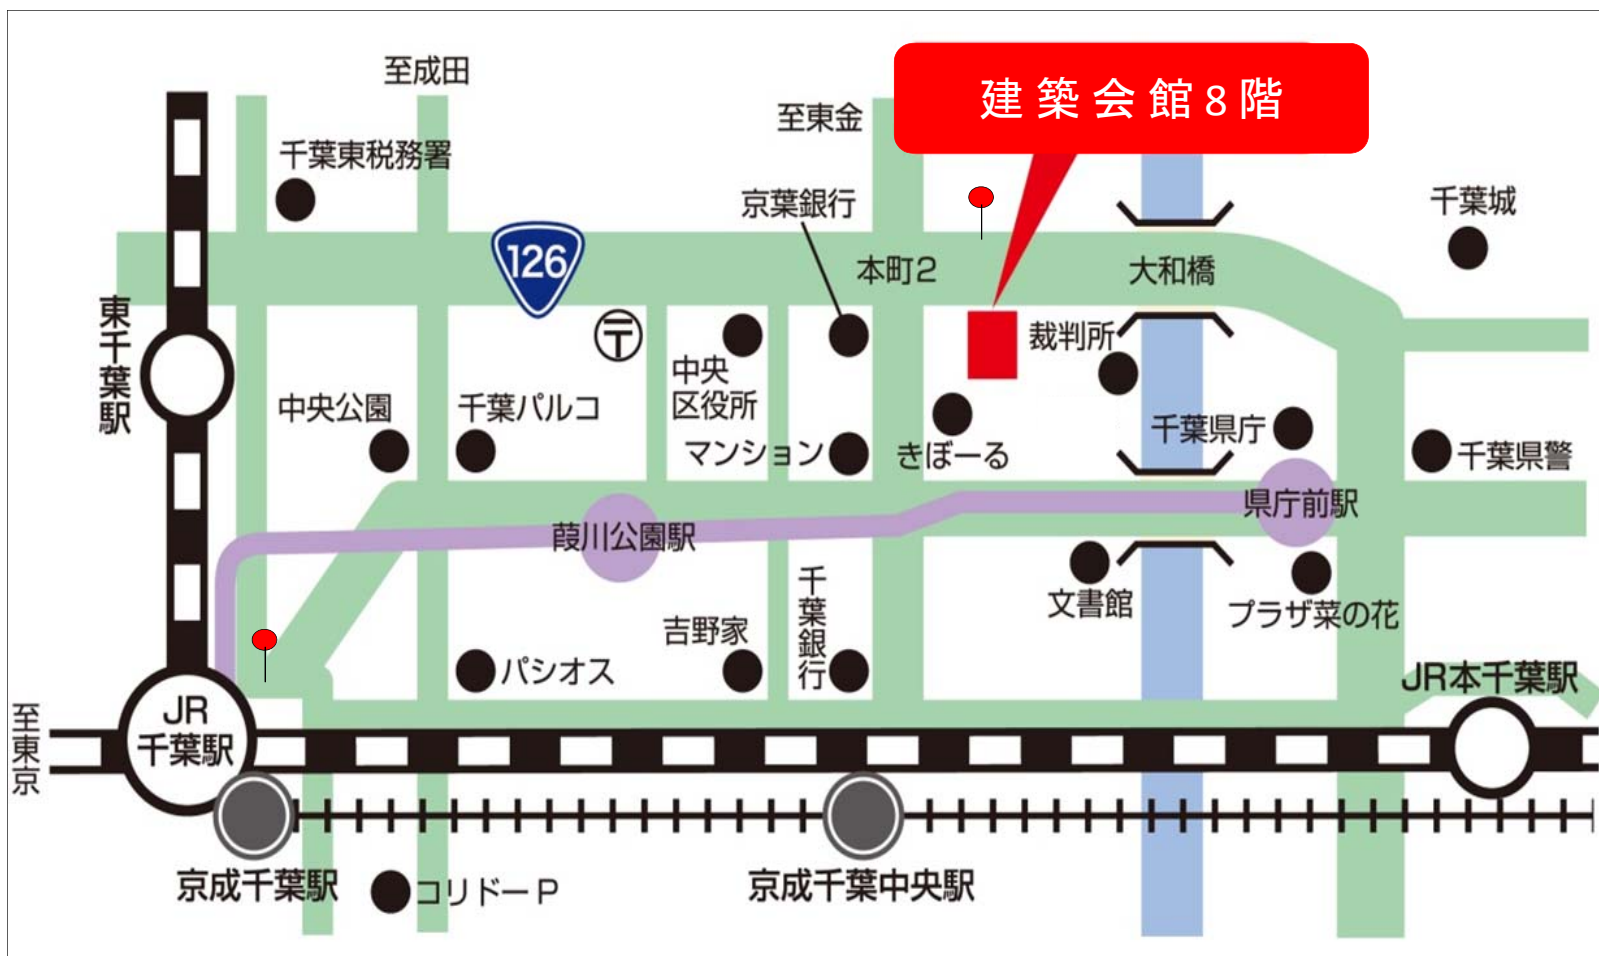 至成田
建築会館8階
至東金
千葉東税務署
京葉銀行
千葉城
126
本町2
大和橋
東千葉駅
〒
裁判所
中央
区役所
中央公園
千葉パルコ
マンション
きぼーる
千葉県庁
千葉県警
県庁前駅
葭川公園駅
千葉銀行
文書館
プラザ菜の花
吉野家
パシオス
JR本千葉駅
JR
千葉駅
至東京
京成千葉駅
コリドーP
京成千葉中央駅